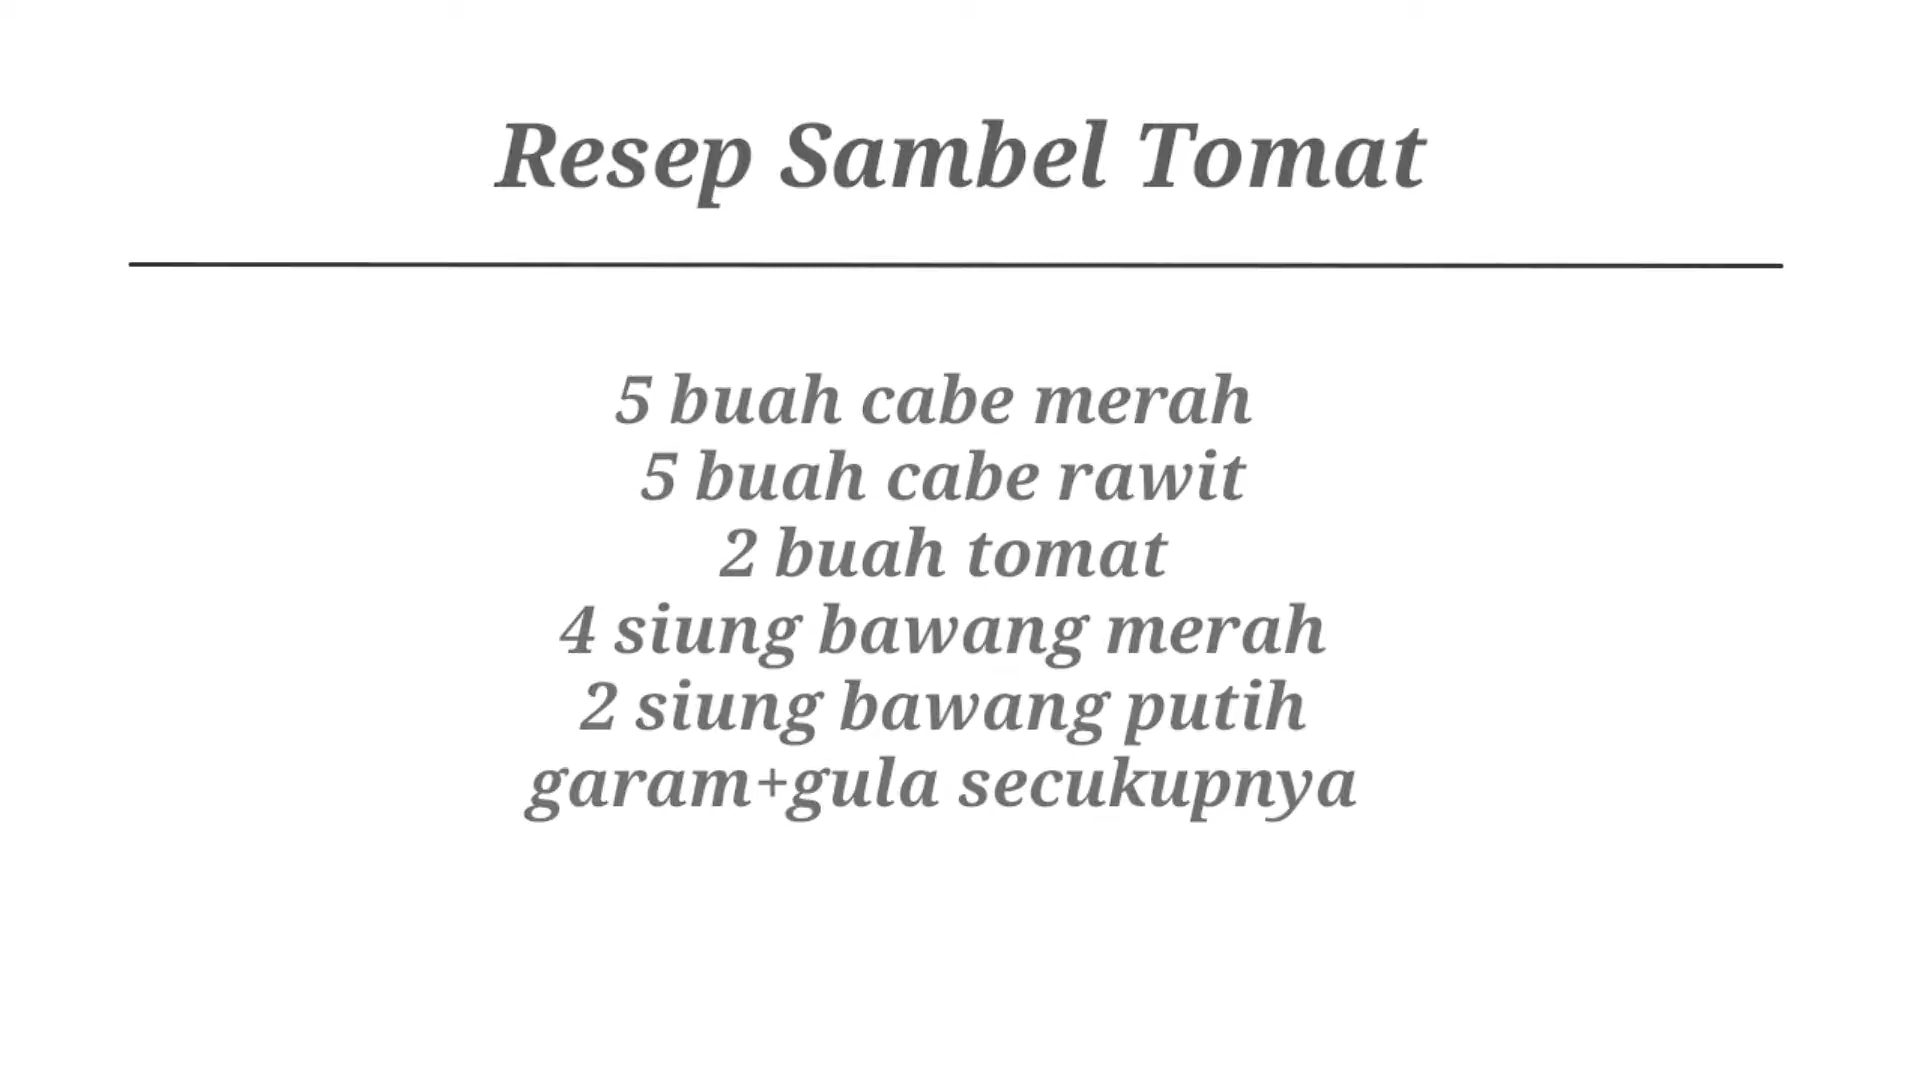 Resep Sambel Tomat
5 buah cabe merah
5 buah cabe rawit
2 buah tomat
4 siung bawang merah
2 siung bawang putih
garam+gula secukupnya